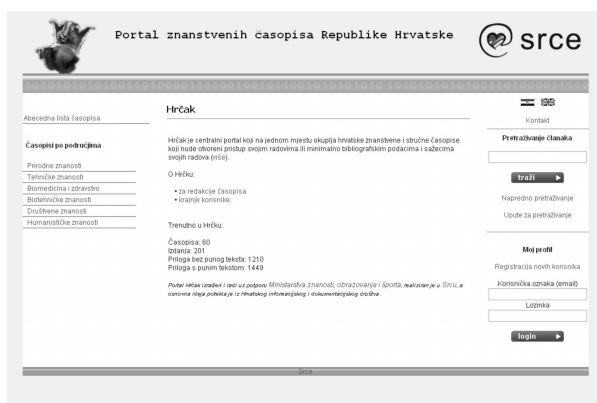 Portal znanstvenih časopisa Republike Hrvatske
srce
Abecedna lista časopisa
Časopisi po područjima
Prirodne znanosti
Tehničke znanosti
Biomedicina i zdravstvo
Biotehničke znanosti
Društvene znanosti
Humanističke znanosti
Hrčak
Hrčak je centralni portal koji na jednom mjestu okuplja hrvatske znanstvene i stručne časopise
koji nude otvoreni pristup svojim radovima ili minimalno bibliografskim podacima i sažecima
svojih radova (više).
O Hrčku:
• za redakcije časopisa
• krajnje korisnike.
Trenutno u Hrčku:
Časopisa: 60
Izdanja: 201
Priloga bez punog teksta: 1210
Priloga s punim tekstom: 1449
Portal Hrčak izrađen i radi uz potporu Ministarstva znanosti, obrazovanja i športa, realiziran je u Srcu, a
osnovna ideja potekla je iz Hrvatskog informacijskog i dokumentacijskog društva.
Kontakt
Pretraživanje članaka
traži
Napredno pretraživanje
Upute za pretraživanje
Moj profil
Registracija novih korisnika
Korisnička oznaka (email)
Lozinka
login
Srce